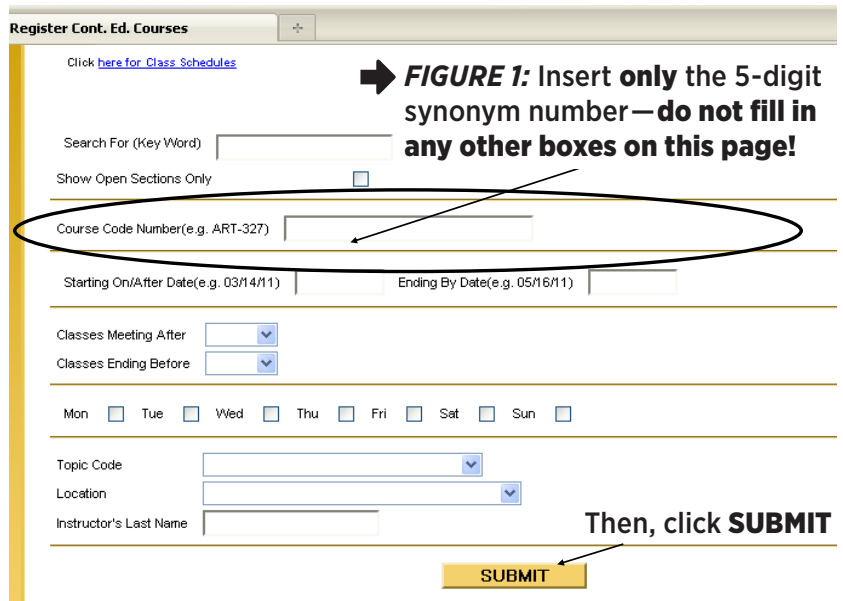 Register Cont. Ed. Courses
Click here for Class Schedules
FIGURE 1: Insert only the 5-digit
synonym number—do not fill in
any other boxes on this page!
Search For (Key Word)
Show Open Sections Only
Course Code Number(e.g. ART-327)
Starting On/After Date(e.g. 03/14/11) Ending By Date(e.g. 05/16/11)
Classes Meeting After
Classes Ending Before
Mon Tue Wed Thu Fri Sat Sun
Topic Code
Location
Instructor's Last Name
Then, click SUBMIT
SUBMIT